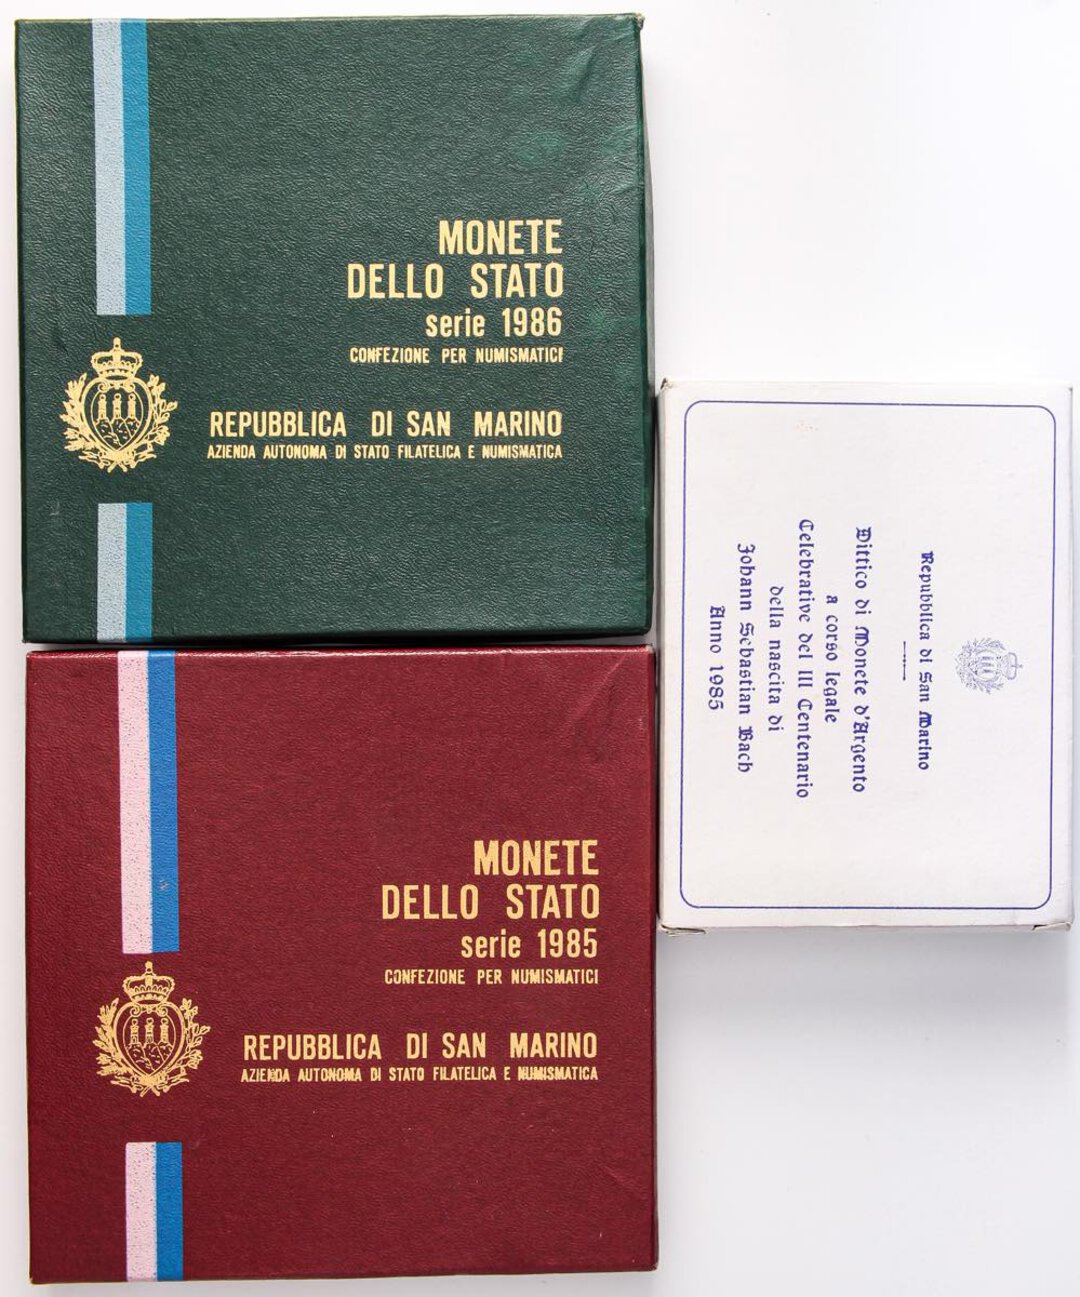 MONETE
DELLO STATO
serie 1986
CONFEZIONE PER NUMISMATICI
REPUBBLICA DI SAN MARINO
AZIENDA AUTONOMA DI STATO FILATELICA E NUMISMATICA
MONETE
DELLO STATO
serie 1985
CONFEZIONE PER NUMISMATICI
REPUBBLICA DI SAN MARINO
AZIENDA AUTONOMA DI STATO FILATELICA E NUMISMATICA
Repubblica di San Marino
Dittico di Monete d'Argento
a corso legale
Celebrative del III Centenario
della nascita di
Johann Sebastian Bach
Anno 1985